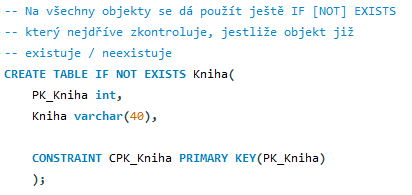 -- Na všechny objekty se dá použít ještě IF [NOT] EXISTS
-- který nejdříve zkontroluje, jestliže objekt již
-- existuje / neexistuje
CREATE TABLE IF NOT EXISTS Kniha(
PK_Kniha int,
Kniha varchar(40),
CONSTRAINT CPK_Kniha PRIMARY KEY(PK_Kniha)
);